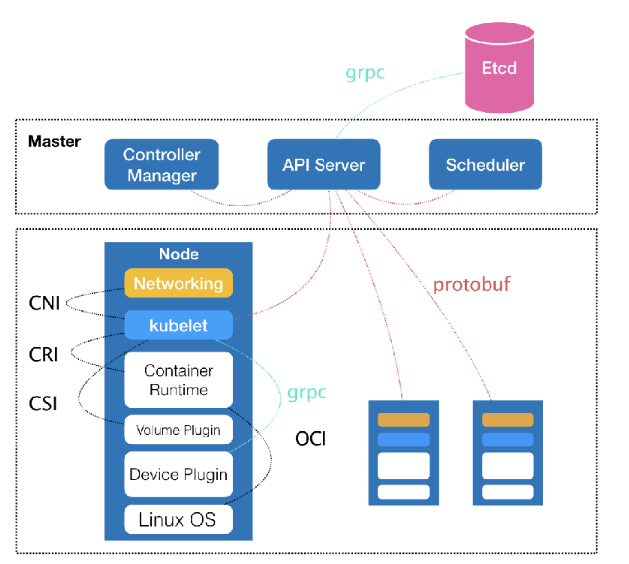 grpc
Etcd
Master
Controller
Manager
API Server
Scheduler
Node
Networking
protobuf
CNI
kubelet
CRI
Container
Runtime
CSI
grpc
Volume Plugin
OCI
Device Plugin
Linux OS